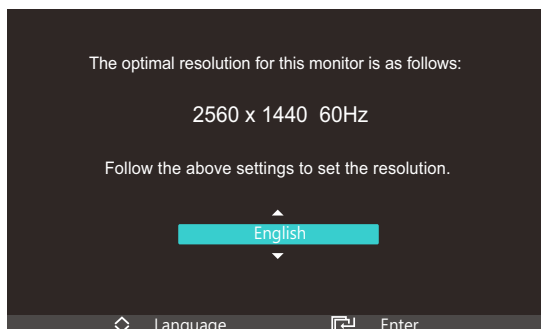 The optimal resolution for this monitor is as follows:
2560 x 1440 60Hz
Follow the above settings to set the resolution.
English
Language Enter